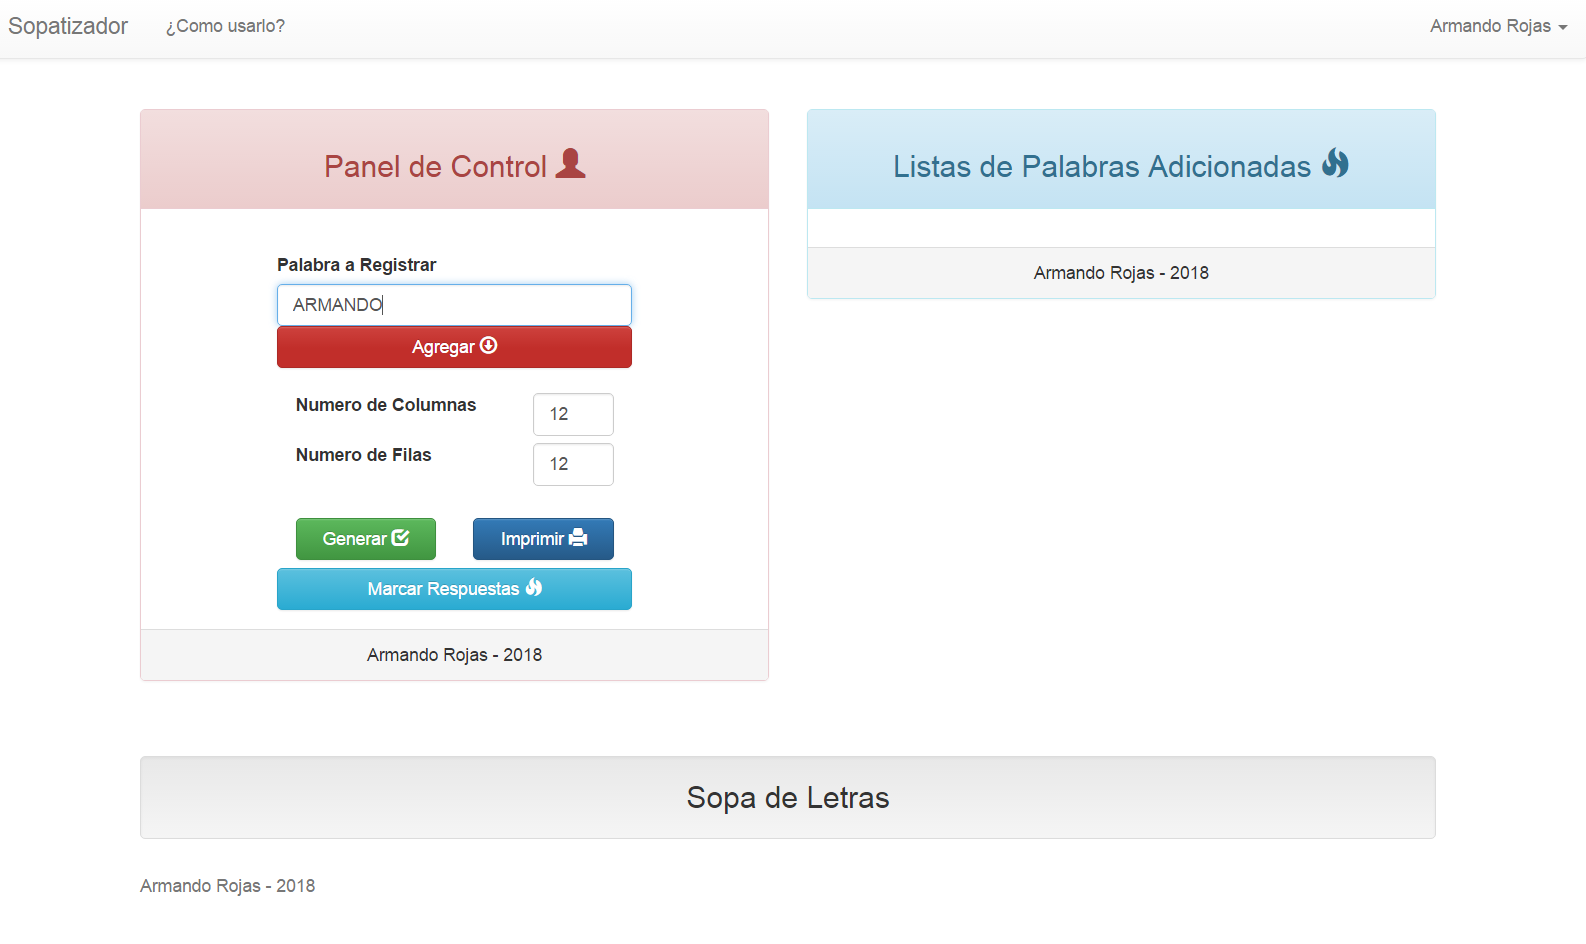 Sopatizador
¿Como usarlo?
Armando Rojas
Panel de Control
Palabra a Registrar
ARMANDO
Agregar
Numero de Columnas
12
Numero de Filas
12
Generar
Imprimir
Marcar Respuestas
Armando Rojas - 2018
Listas de Palabras Adicionadas
Armando Rojas - 2018
Sopa de Letras
Armando Rojas - 2018